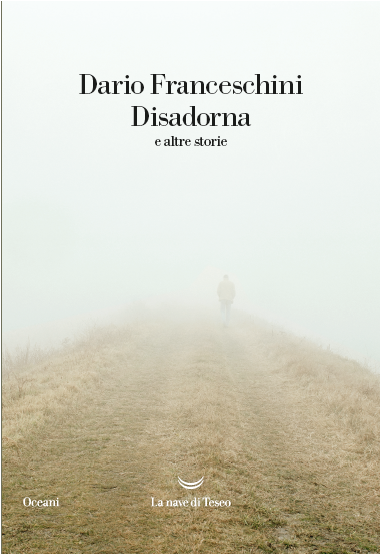 Dario Franceschini
Disadorna
e altre storie
Oceani
La nave di Teseo